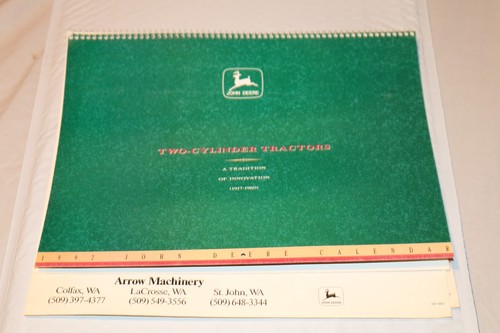 JOHN DEERE
TWO-CYLINDER TRACTORS
A TRADITION
OF INNOVATION
1992 JOHN DEERE CALENDAR
Arrow Machinery
Colfax, WA LaCrosse, WA St. John, WA
(509) 397-4377 (509) 549-3556 (509) 648-3344